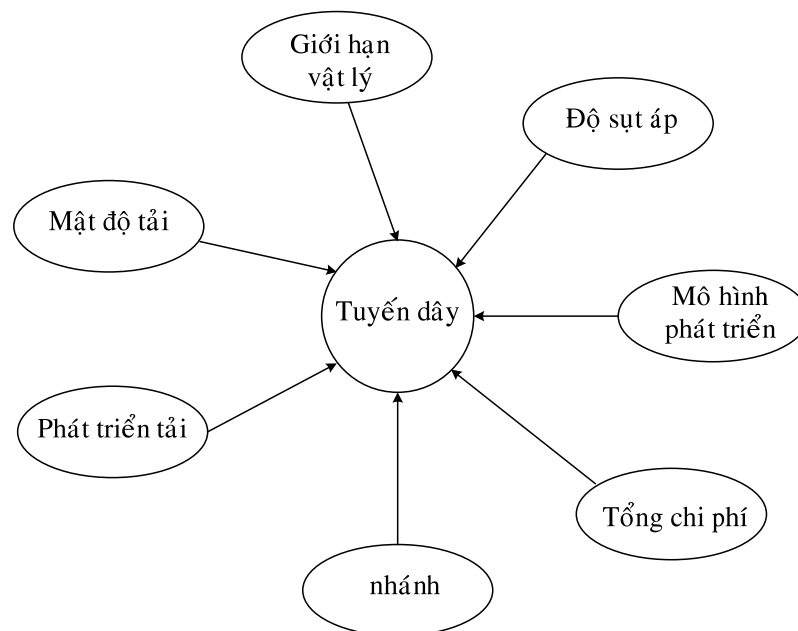 Giới hạn
vật lý
Độ sụt áp
Mật độ tải
Mô hình
phát triển
Tuyến dây
Phát triển tải
Tổng chi phí
nhánh